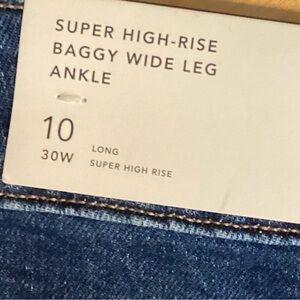 SUPER HIGH-RISE
BAGGY WIDE LEG
ANKLE
10
30W
LONG
SUPER HIGH RISE